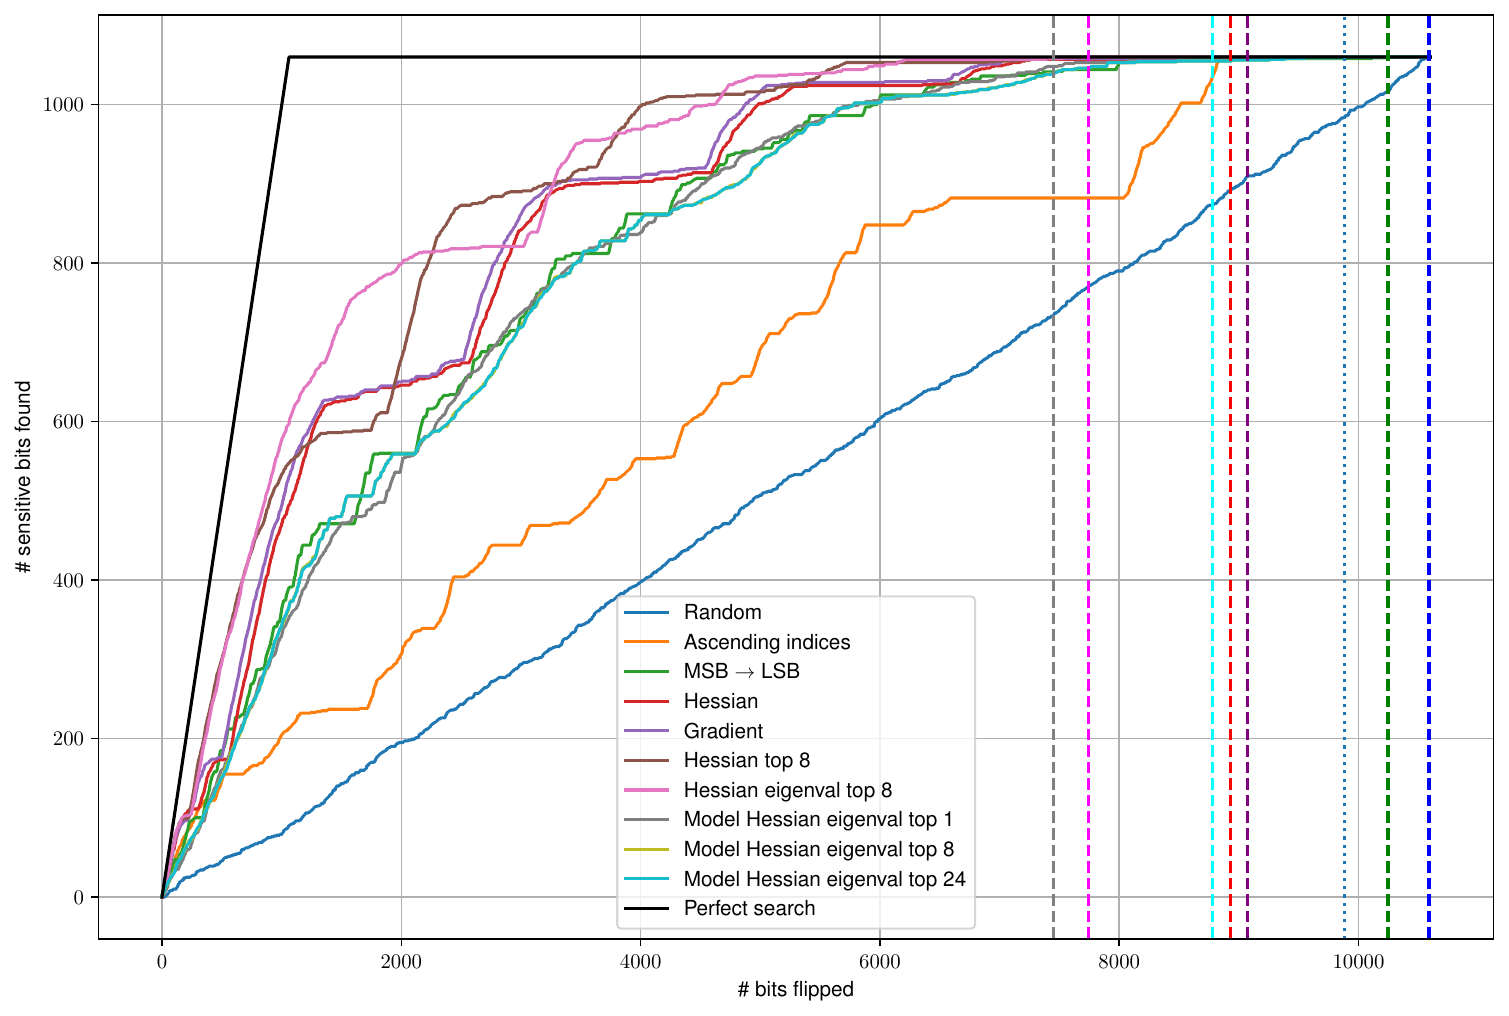 1000
800
600
400
200
0
# sensitive bits found
Random
Ascending indices
MSB → LSB
Hessian
Gradient
Hessian top 8
Hessian eigenval top 8
Model Hessian eigenval top 1
Model Hessian eigenval top 8
Model Hessian eigenval top 24
Perfect search
0 2000 4000 6000 8000 10000
# bits flipped